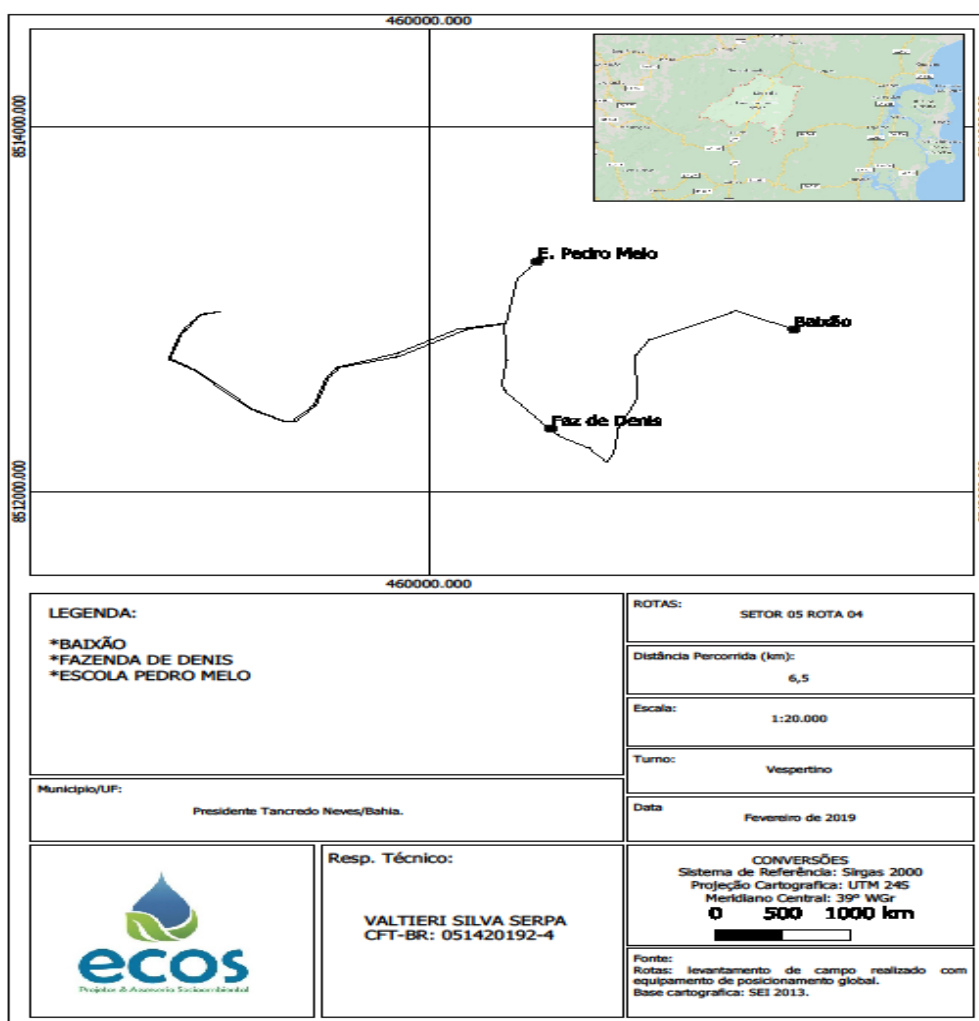 460000.000
8514000.000
E. Pedro Melo
Baixão
Faz de Denis
8512000.000
460000.000
LEGENDA:
*BAIXÃO
*FAZENDA DE DENIS
*ESCOLA PEDRO MELO
ROTAS:
SETOR 05 ROTA 04
Distância Percorrida (km):
6,5
Escala:
1:20.000
Turno:
Vespertino
Município/UF:
Presidente Tancredo Neves/Bahia.
Data
Fevereiro de 2019
ecos
Projetos & Assessoria Socioambiental
Resp. Técnico:
VALTIERI SILVA SERPA
CFT-BR: 051420192-4
CONVERSÕES
Sistema de Referência: Sirgas 2000
Projeção Cartografica: UTM 24S
Meridiano Central: 39º WGr
0 500 1000 km
Fonte:
Rotas: levantamento de campo realizado com
equipamento de posicionamento global.
Base cartografica: SEI 2013.